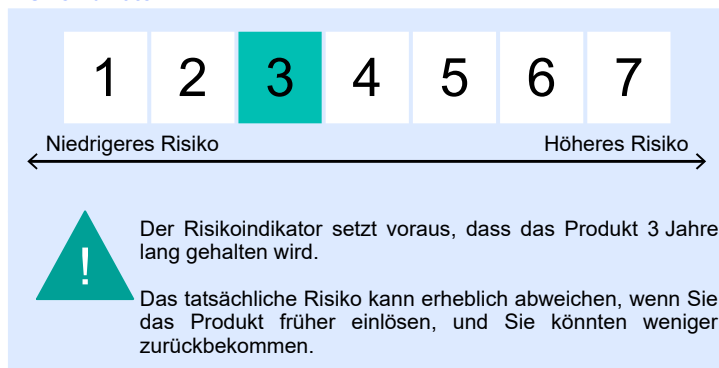 1 2 3 4 5 6 7
Niedrigeres Risiko Höheres Risiko
!
Der Risikoindikator setzt voraus, dass das Produkt 3 Jahre
lang gehalten wird.
Das tatsächliche Risiko kann erheblich abweichen, wenn Sie
das Produkt früher einlösen, und Sie könnten weniger
zurückbekommen.